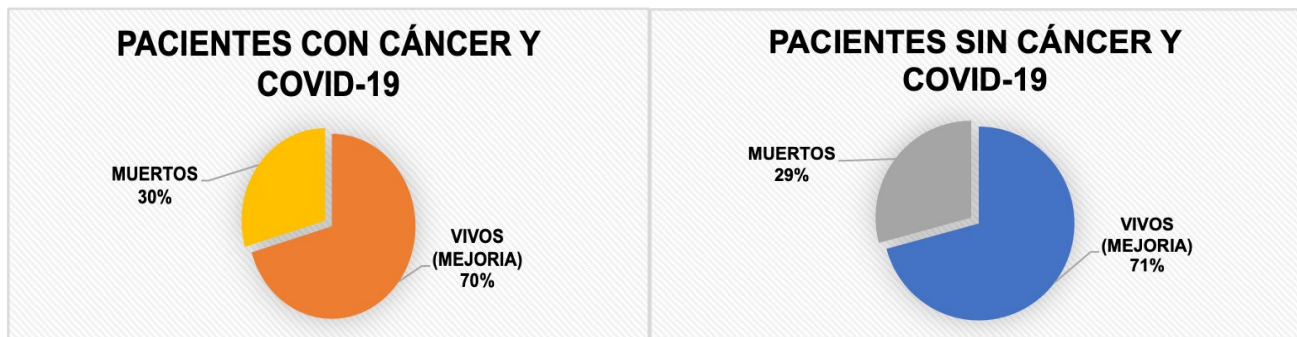 PACIENTES CON CÁNCER Y
COVID-19
MUERTOS
30%
VIVOS
(MEJORIA)
70%
PACIENTES SIN CÁNCER Y
COVID-19
MUERTOS
29%
VIVOS
(MEJORIA)
71%